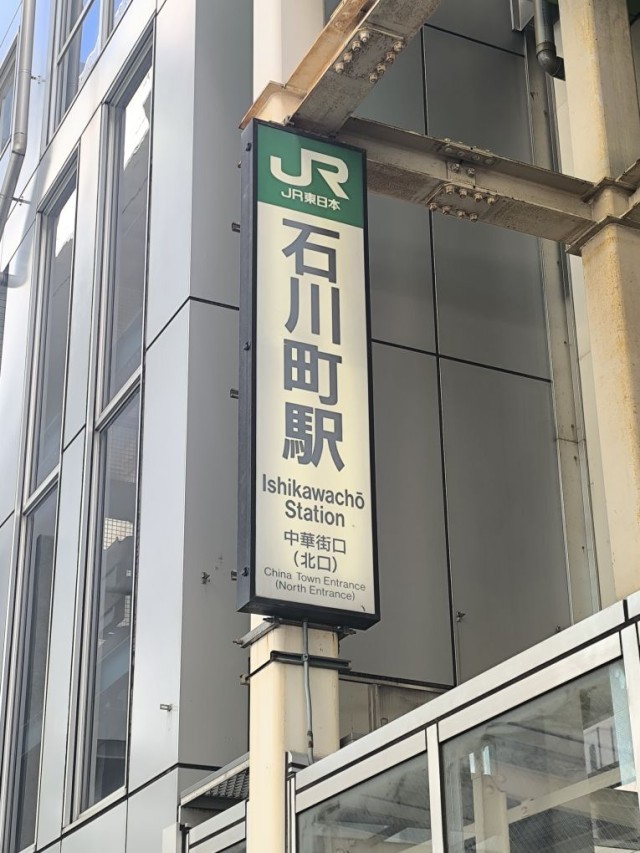 JR
JR東日本
石川町駅
Ishikawachō
Station
中華街口
(北口)
China Town Entrance
(North Entrance)